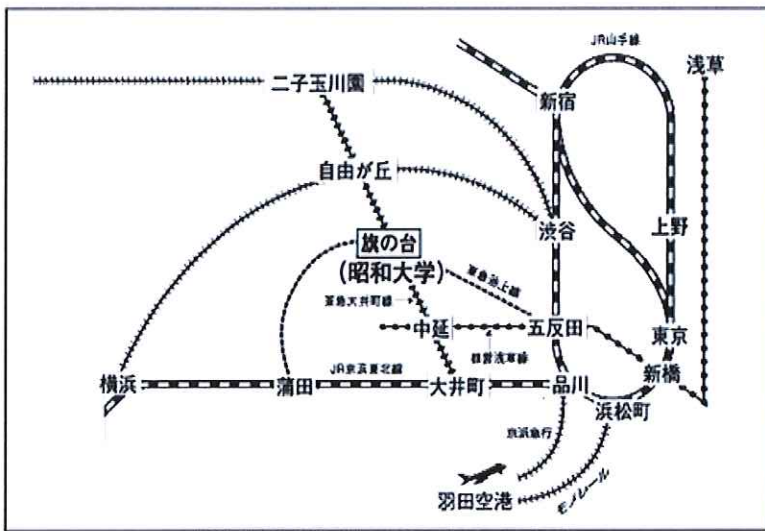 JR山手線
浅草
二子玉川園
新宿
自由が丘
渋谷
上野
旗の台
(昭和大学)
東急池上線
東急大井町線
中延
五反田
東京
都営浅草線
新橋
JR京浜東北線
横浜
蒲田
大井町
品川
浜松町
京浜急行
モノレール
羽田空港